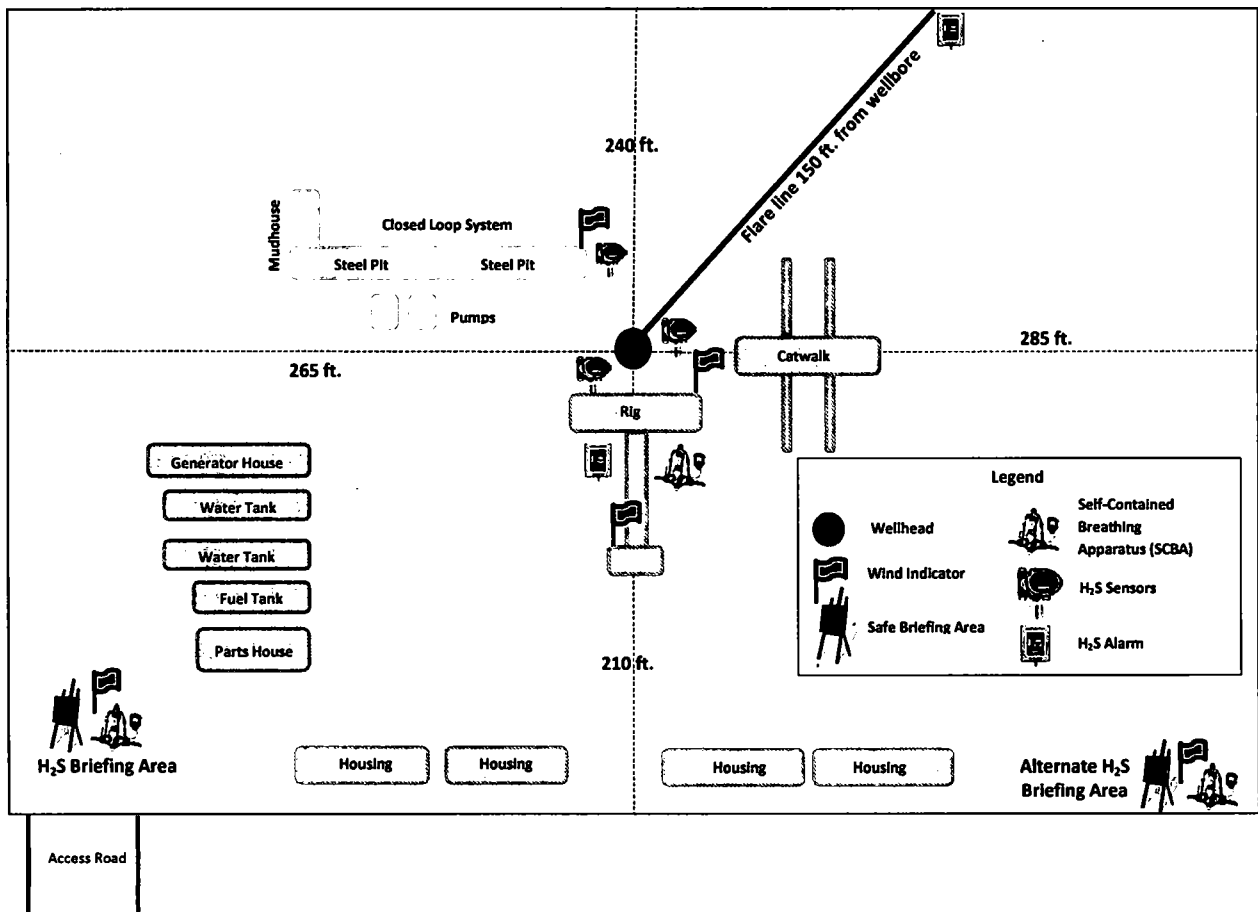 240 ft.
Flare line 150 ft. from wellbore
Mudhouse
Closed Loop System
Steel Pit
Steel Pit
Pumps
265 ft.
285 ft.
Catwalk
Rig
Generator House
Water Tank
Water Tank
Fuel Tank
Parts House
210 ft.
Legend
Wellhead
Wind Indicator
Safe Briefing Area
Self-Contained
Breathing
Apparatus (SCBA)
H₂S Sensors
H₂S Alarm
H₂S Briefing Area
Housing
Housing
Housing
Housing
Alternate H₂S
Briefing Area
Access Road